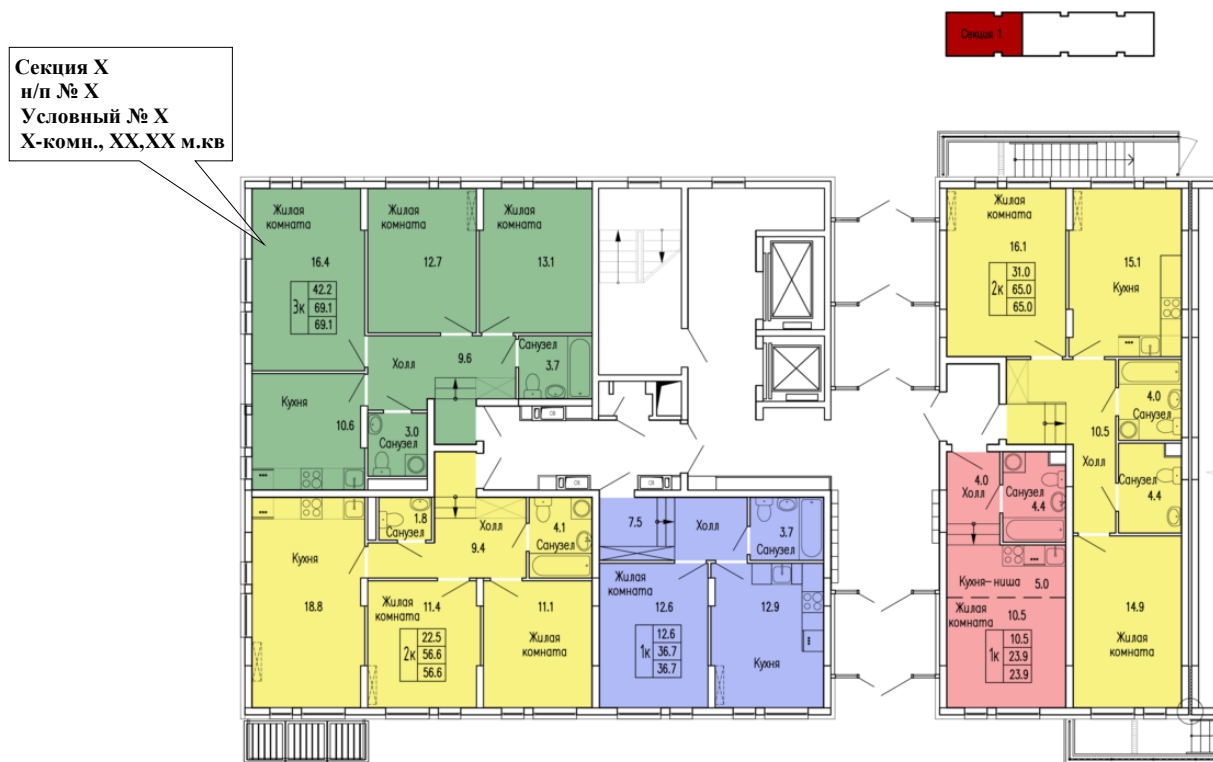 Секция 1
Секция X
н/п № X
Условный № X
X-комн., XX,XX м.кв
Жилая
комната
16.4
3к
42.2
69.1
69.1
Жилая
комната
12.7
Жилая
комната
13.1
Холл
9.6
Санузел
3.7
Кухня
10.6
3.0
Санузел
Кухня
18.8
1.8
Санузел
Холл
9.4
4.1
Санузел
Жилая
комната
11.4
2к
22.5
56.6
56.6
11.1
Жилая
комната
7.5
Холл
3.7
Санузел
Жилая
комната
12.6
1к
12.6
36.7
36.7
12.9
Кухня
Жилая
комната
16.1
2к
31.0
65.0
65.0
15.1
Кухня
4.0
Санузел
10.5
Холл
Санузел
4.4
14.9
Жилая
комната
4.0
Холл
Санузел
4.4
Кухня-ниша
5.0
Жилая
комната
10.5
1к
10.5
23.9
23.9